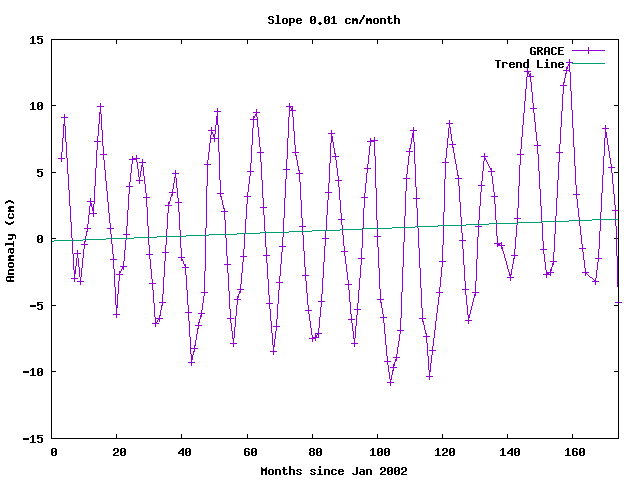 Slope 0.01 cm/month
GRACE
Trend Line
15
10
5
0
-5
-10
-15
Anomaly (cm)
0 20 40 60 80 100 120 140 160
Months since Jan 2002